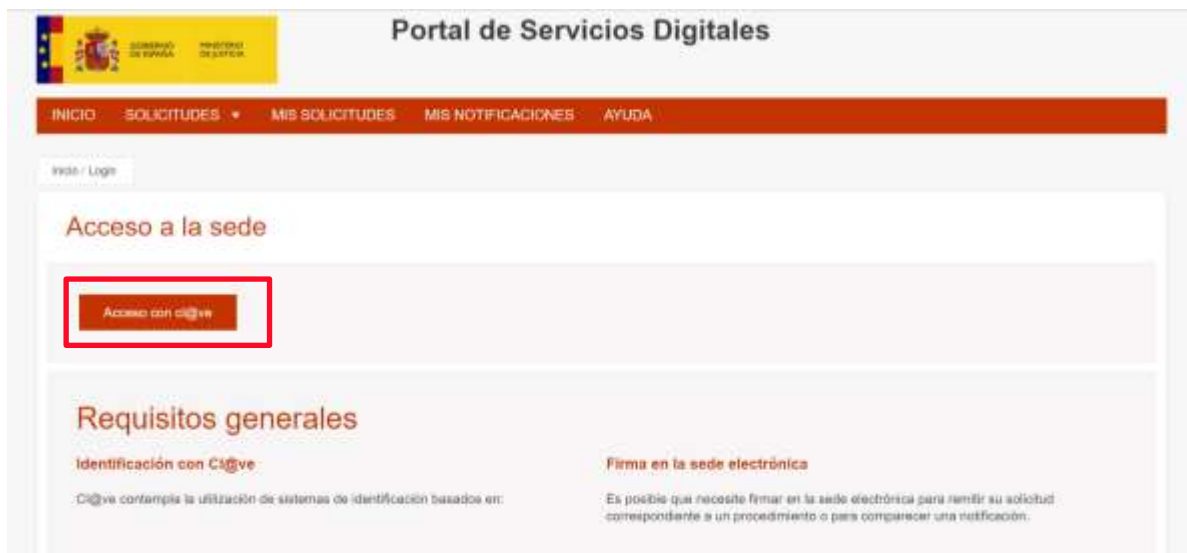 Portal de Servicios Digitales
GOBIERNO MINISTERIO
DE ESPAÑA DE JUSTICIA
INICIO SOLICITUDES MIS SOLICITUDES MIS NOTIFICACIONES AYUDA
Inicio / Login
Acceso a la sede
Acceso con cl@ve
Requisitos generales
Identificación con Cl@ve
Cl@ve contempla la utilización de sistemas de identificación basados en:
Firma en la sede electrónica
Es posible que necesite firmar en la sede electrónica para remitir su solicitud
correspondiente a un procedimiento o para comparecer una notificación.